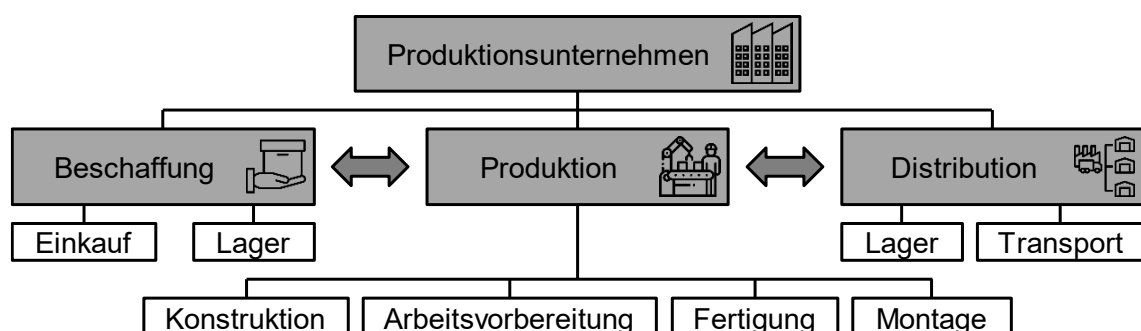 Produktionsunternehmen
Beschaffung
Produktion
Distribution
Einkauf
Lager
Lager
Transport
Konstruktion
Arbeitsvorbereitung
Fertigung
Montage